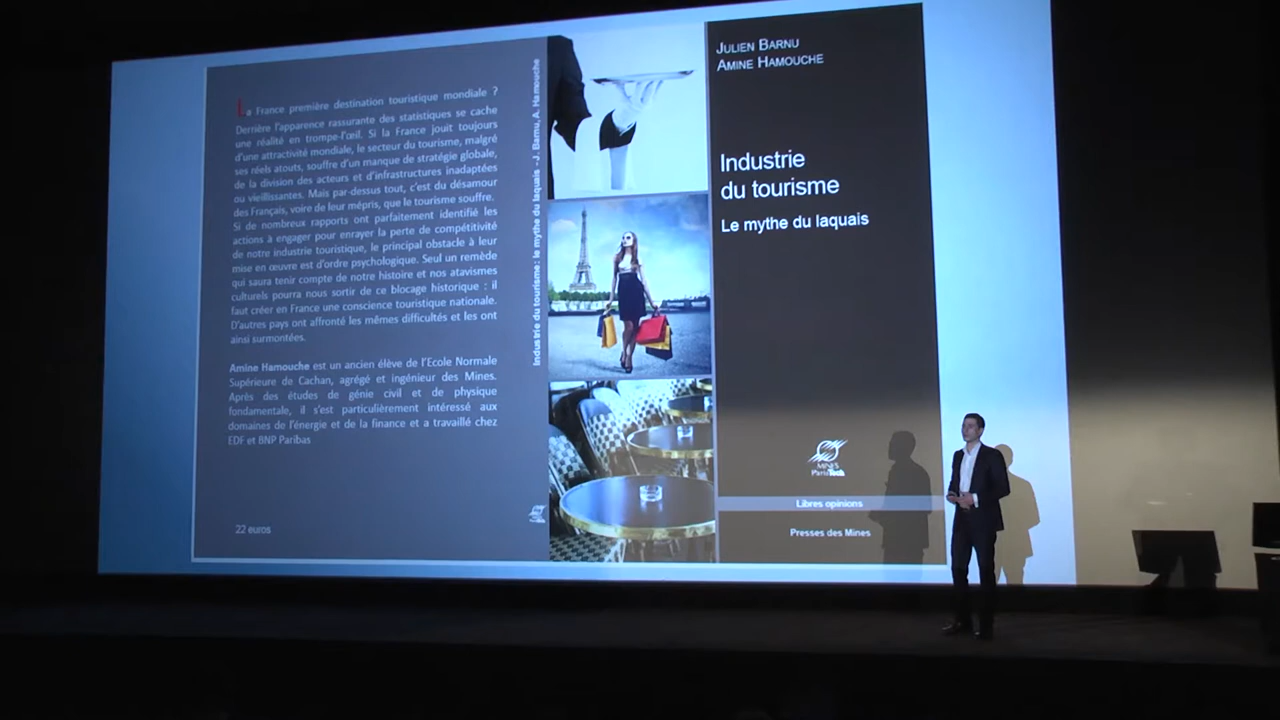 La France première destination touristique mondiale ?
Derrière l'apparence rassurante des statistiques se cache
une réalité en trompe-l'œil. Si la France jouit toujours
d'une attractivité mondiale, le secteur du tourisme, malgré
ses réels atouts, souffre d'un manque de stratégie globale,
de la division des acteurs et d'infrastructures inadaptées
ou vieillissantes. Mais par-dessus tout, c'est du désamour
des Français, voire de leur mépris, que le tourisme souffre.
Si de nombreux rapports ont parfaitement identifié les
actions à engager pour enrayer la perte de compétitivité
de notre industrie touristique, le principal obstacle à leur
mise en œuvre est d'ordre psychologique. Seul un remède
qui saura tenir compte de notre histoire et nos atavismes
culturels pourra nous sortir de ce blocage historique : il
faut créer en France une conscience touristique nationale.
D'autres pays ont affronté les mêmes difficultés et les ont
ainsi surmontées.
Amine Hamouche est un ancien élève de l'Ecole Normale
Supérieure de Cachan, agrégé et ingénieur des Mines.
Après des études de génie civil et de physique
fondamentale, il s'est particulièrement intéressé aux
domaines de l'énergie et de la finance et a travaillé chez
EDF et BNP Paribas
22 euros
Industrie du tourisme : le mythe du laquais - J. Barnu, A. Hamouche
JULIEN BARNU
AMINE HAMOUCHE
Industrie
du tourisme
Le mythe du laquais
MINES
ParisTech
Libres opinions
Presses des Mines